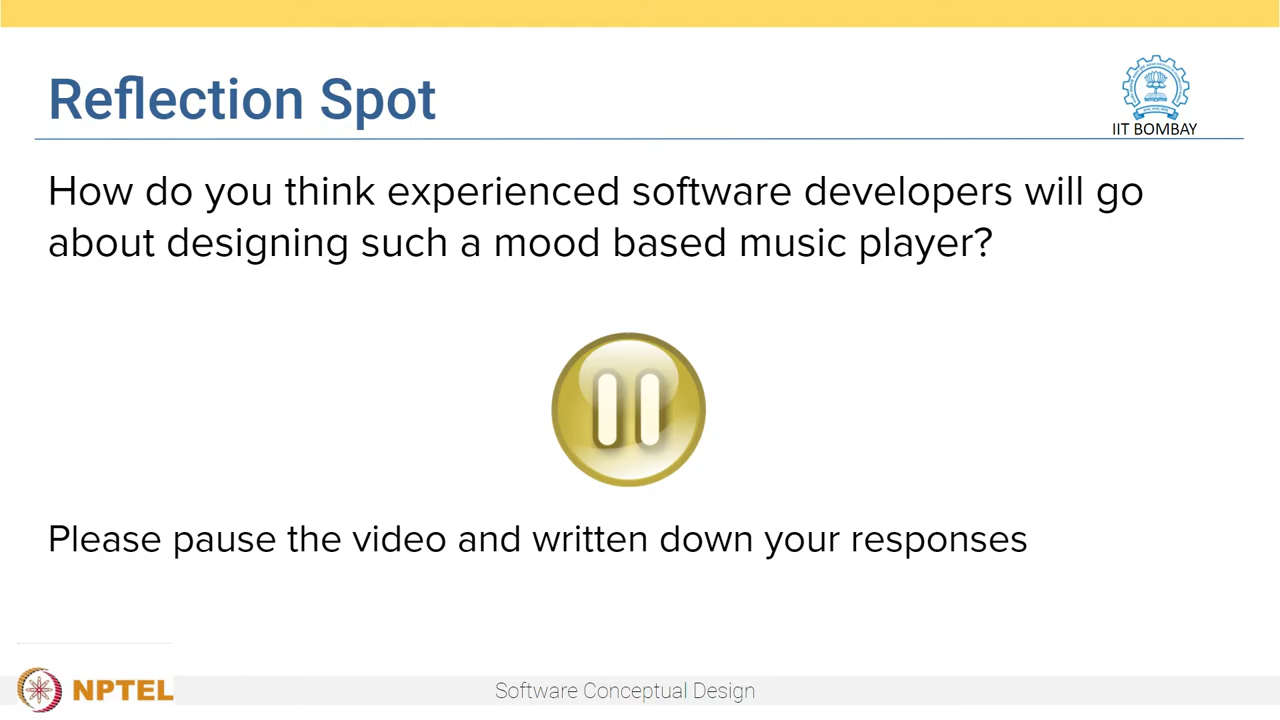 Reflection Spot
IIT BOMBAY
How do you think experienced software developers will go
about designing such a mood based music player?
Please pause the video and written down your responses
NPTEL
Software Conceptual Design